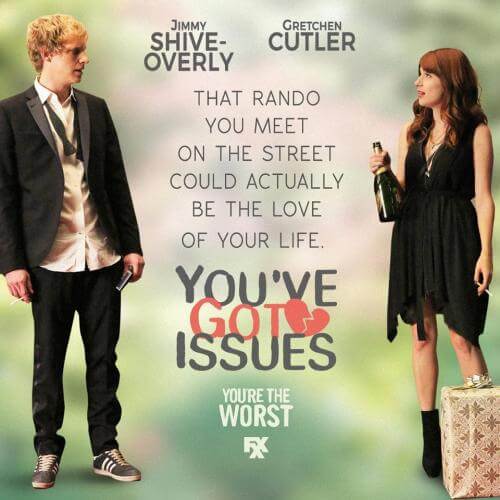 JIMMY
SHIVE-
OVERLY
GRETCHEN
CUTLER
THAT RANDO
YOU MEET
ON THE STREET
COULD ACTUALLY
BE THE LOVE
OF YOUR LIFE.
YOU'VE
GOT
ISSUES
YOU'RE THE
WORST
FX